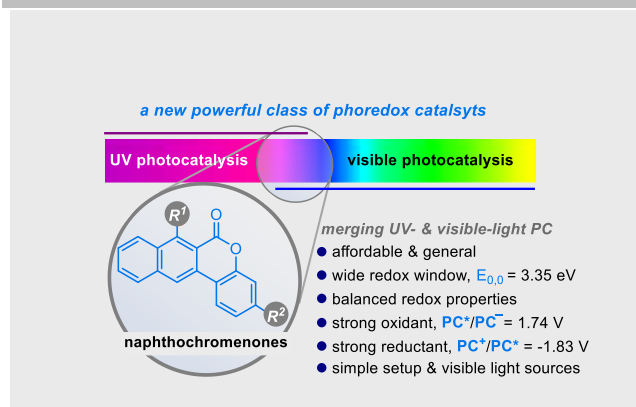 a new powerful class of phoredox catalsyts
UV photocatalysis
visible photocatalysis
R1
O
O
R2
naphthochromenones
merging UV- & visible-light PC
affordable & general
wide redox window, E0,0 = 3.35 eV
balanced redox properties
strong oxidant, PC*/PC– = 1.74 V
strong reductant, PC+/PC* = -1.83 V
simple setup & visible light sources